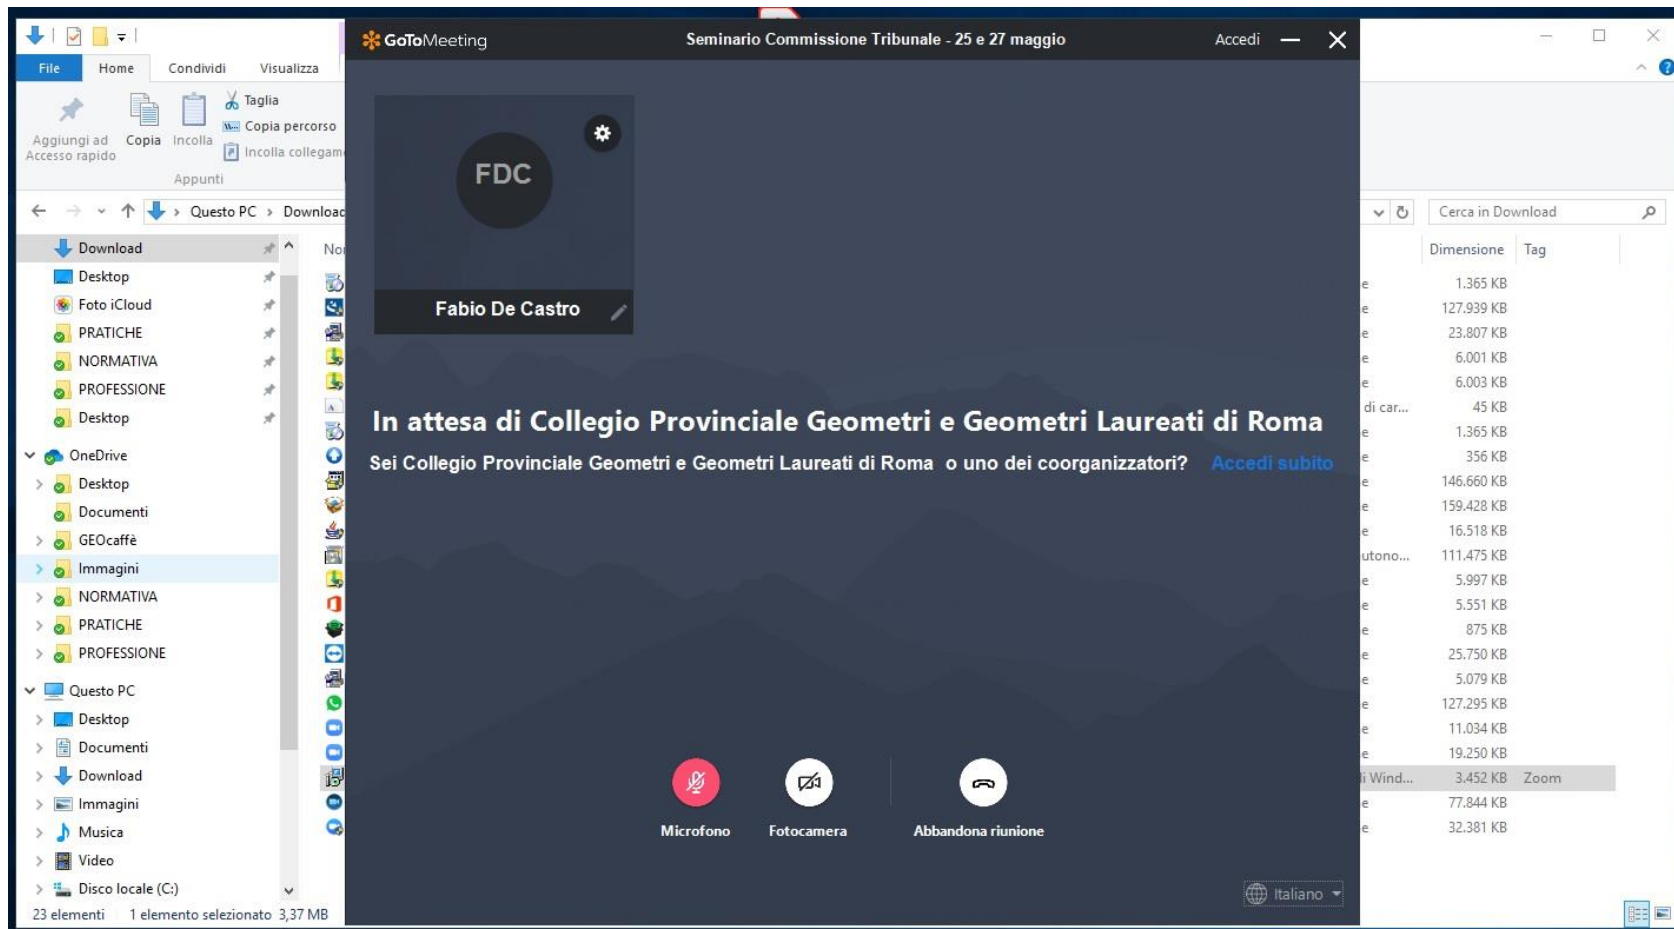 File Home Condividi Visualizza
Aggiungi ad
Accesso rapido
Copia
Incolla
Taglia
Copia percorso
Incolla collegam
Appunti
Questo PC > Downloa
Cerca in Download
Download
Desktop
Foto iCloud
PRATICHE
NORMATIVA
PROFESSIONE
Desktop
OneDrive
Desktop
Documenti
GEOcaffè
Immagini
NORMATIVA
PRATICHE
PROFESSIONE
Questo PC
Desktop
Documenti
Download
Immagini
Musica
Video
Disco locale (C:)
23 elementi 1 elemento selezionato 3,37 MB
GoToMeeting
Seminario Commissione Tribunale - 25 e 27 maggio
Accedi
FDC
Fabio De Castro
In attesa di Collegio Provinciale Geometri e Geometri Laureati di Roma
Sei Collegio Provinciale Geometri e Geometri Laureati di Roma o uno dei coorganizzatori? Accedi subito
Microfono
Fotocamera
Abbandona riunione
Italiano
Dimensione Tag
e 1.365 KB
e 127.939 KB
e 23.807 KB
e 6.001 KB
e 6.003 KB
di car... 45 KB
e 1.365 KB
e 356 KB
e 146.660 KB
e 159.428 KB
e 16.518 KB
utono... 111.475 KB
e 5.997 KB
e 5.551 KB
e 875 KB
e 25.750 KB
e 5.079 KB
e 127.295 KB
e 11.034 KB
e 19.250 KB
di Wind... 3.452 KB Zoom
e 77.844 KB
e 32.381 KB